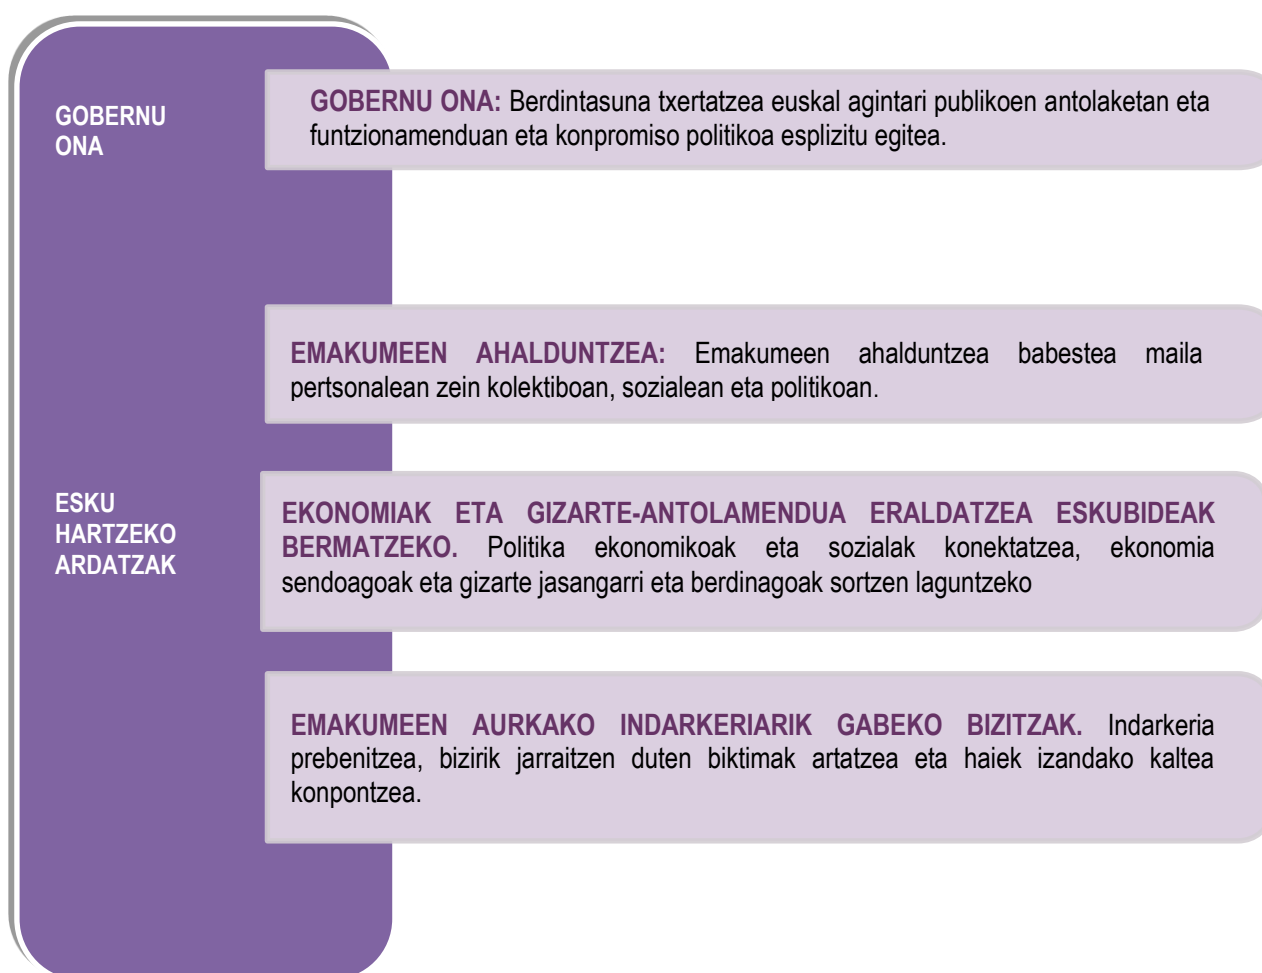 GOBERNU
ONA
GOBERNU ONA: Berdintasuna txertatzea euskal agintari publikoen antolaketan eta
funtzionamenduan eta konpromiso politikoa esplizitu egitea.
EMAKUMEEN AHALDUNTZEA: Emakumeen ahalduntzea babestea maila
pertsonalean zein kolektiboan, sozialean eta politikoan.
ESKU
HARTZEKO
ARDATZAK
EKONOMIAK ETA GIZARTE-ANTOLAMENDUA ERALDATZEA ESKUBIDEAK
BERMATZEKO. Politika ekonomikoak eta sozialak konektatzea, ekonomia
sendoagoak eta gizarte jasangarri eta berdinagoak sortzen laguntzeko
EMAKUMEEN AURKAKO INDARKERIARIK GABEKO BIZITZAK. Indarkeria
prebenitzea, bizirik jarraitzen duten biktimak artatzea eta haiek izandako kaltea
konpontzea.